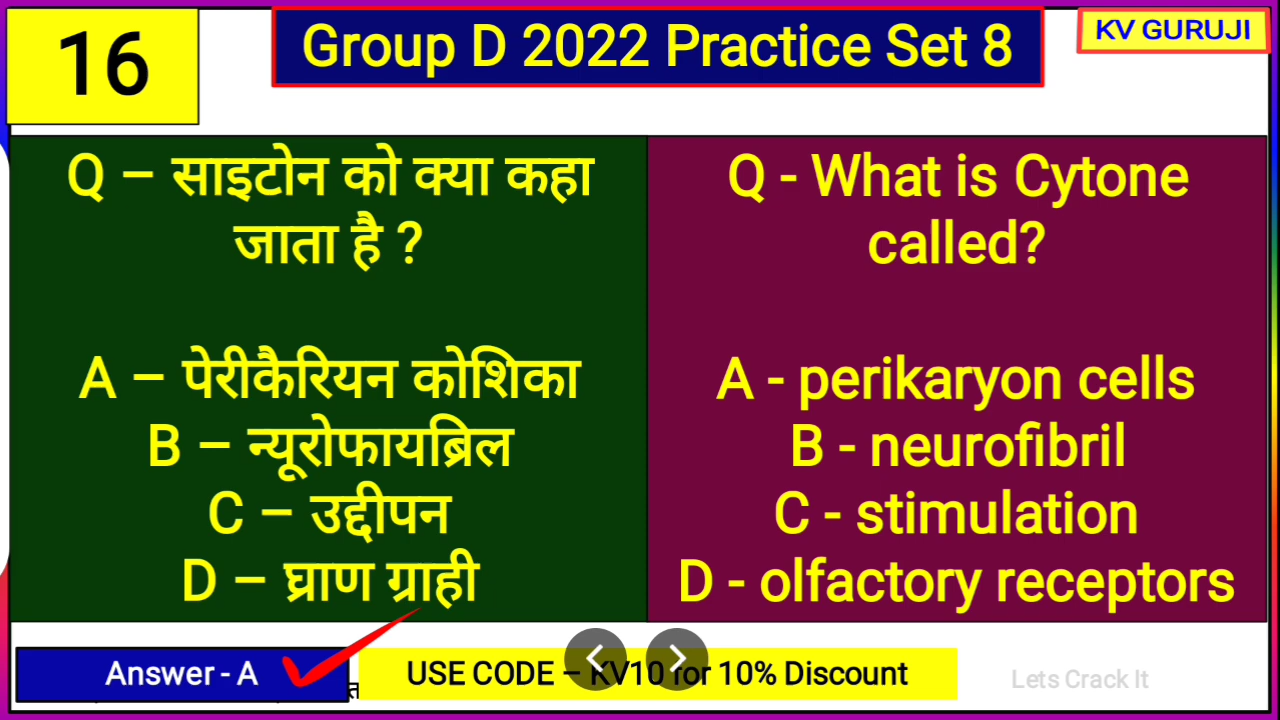 16
Group D 2022 Practice Set 8
KV GURUJI
Q – साइटोन को क्या कहा
जाता है ?
A – पेरीकैरियन कोशिका
B – न्यूरोफायब्रिल
C – उद्दीपन
D – घ्राण ग्राही
Q - What is Cytone
called?
A - perikaryon cells
B - neurofibril
C - stimulation
D - olfactory receptors
Answer - A
USE CODE – KV10 for 10% Discount
Lets Crack It